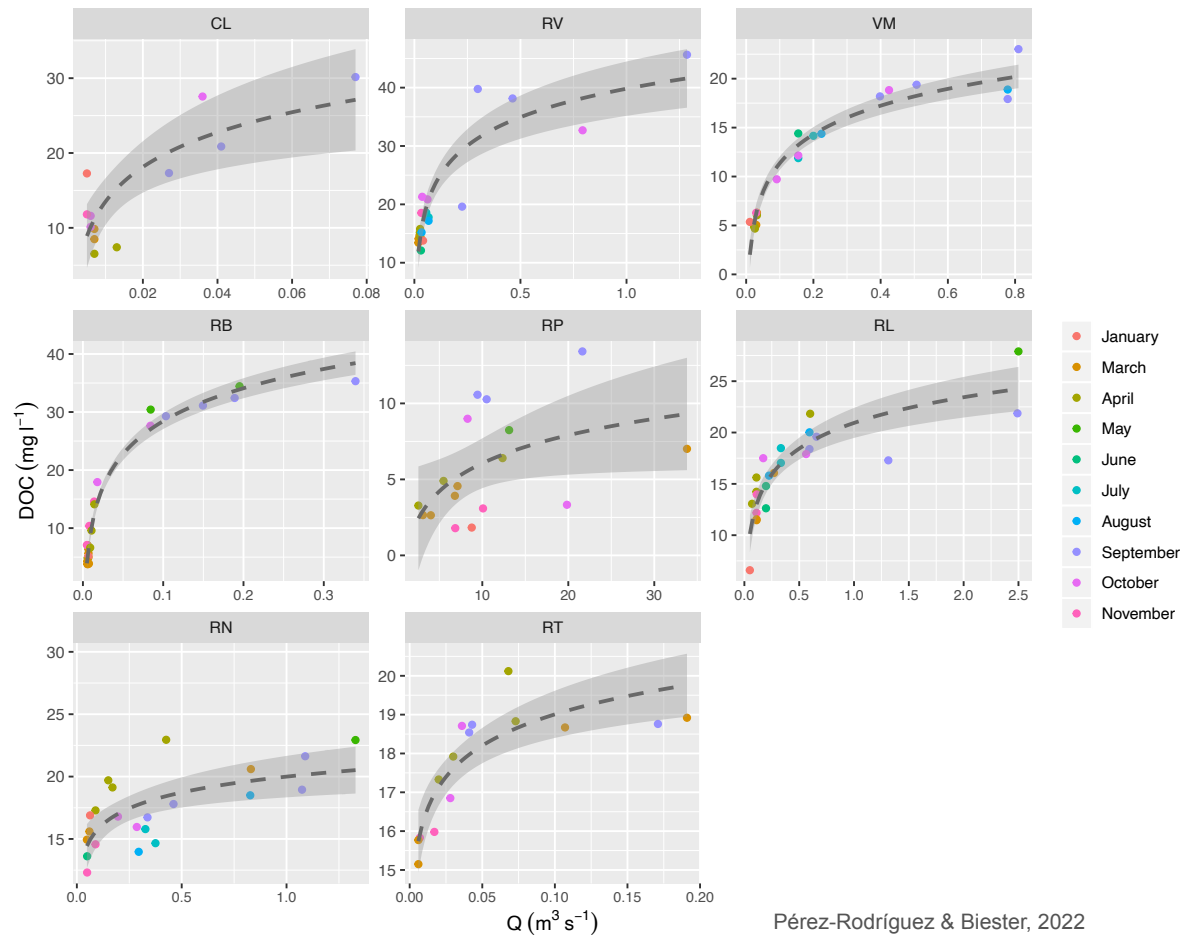 CL RV VM
30
20
10
0.02 0.04 0.06 0.08
40
30
20
10
0.0 0.5 1.0
20
15
10
5
0
0.0 0.2 0.4 0.6 0.8
RB RP RL
40
30
20
10
0.0 0.1 0.2 0.3
10
5
0
10 20 30
25
20
15
10
0.0 0.5 1.0 1.5 2.0 2.5
RN RT
30
25
20
15
0.0 0.5 1.0
20
19
18
17
16
15
0.00 0.05 0.10 0.15 0.20
DOC (mg l⁻¹)
Q (m³ s⁻¹)
January
March
April
May
June
July
August
September
October
November
Pérez-Rodríguez & Biester, 2022